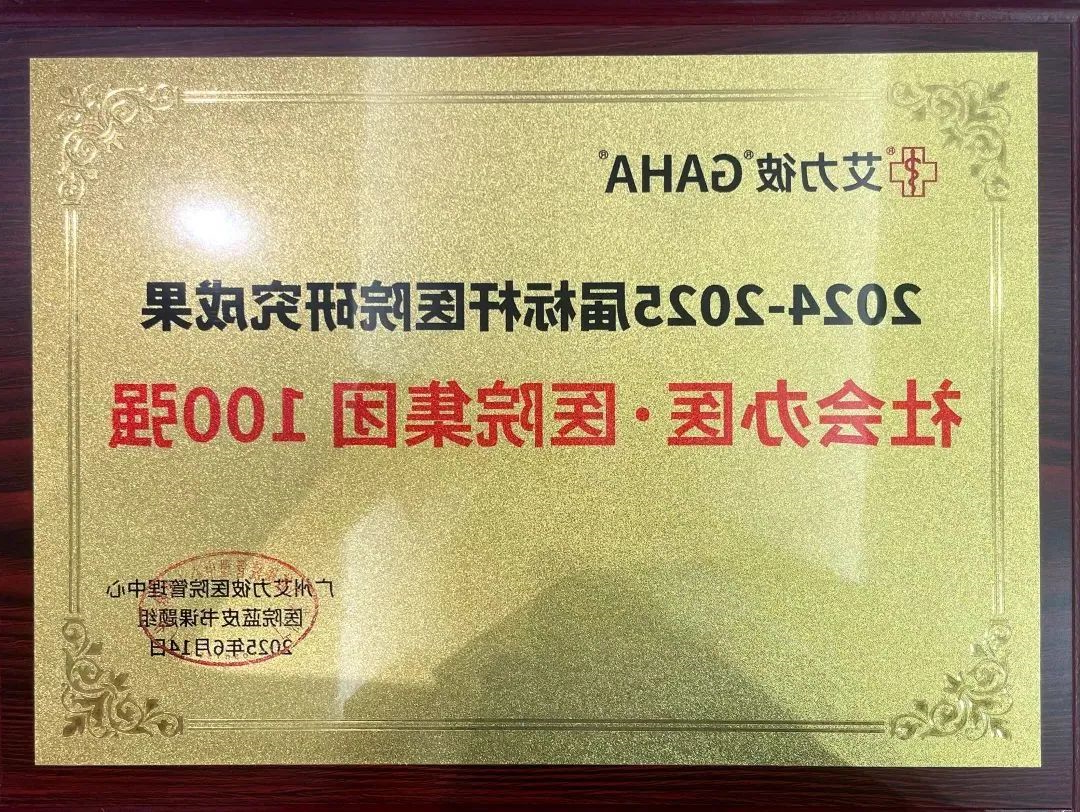 艾力彼® GAHA®
2024-2025届标杆医院研究成果
社会办医·医院集团 100强
广州艾力彼医院管理中心
医院蓝皮书课题组
2025年6月14日